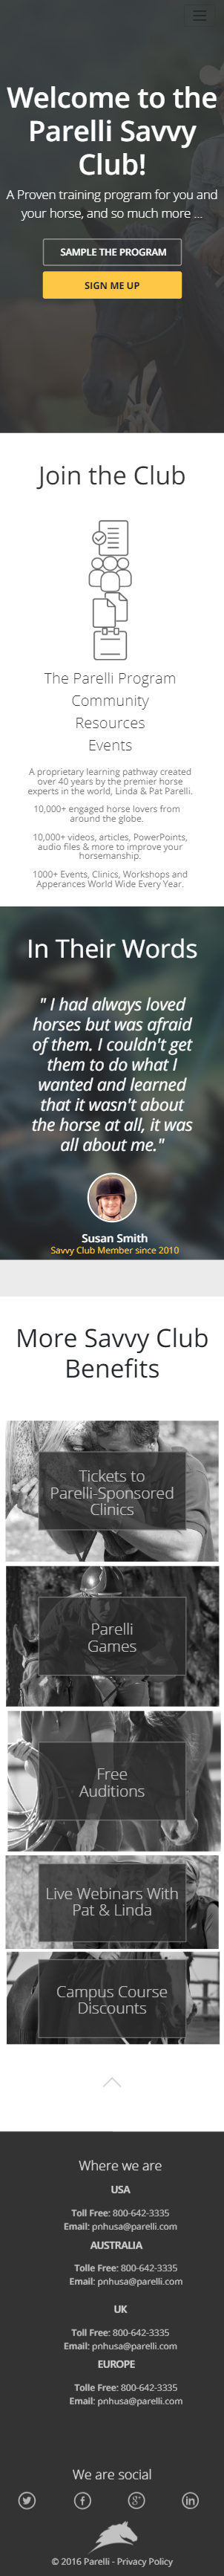 Welcome to the
Parelli Savvy
Club!
A Proven training program for you and
your horse, and so much more ...
SAMPLE THE PROGRAM
SIGN ME UP
Join the Club
The Parelli Program
Community
Resources
Events
A proprietary learning pathway created
over 40 years by the premier horse
experts in the world, Linda & Pat Parelli.
10,000+ engaged horse lovers from
around the globe.
10,000+ videos, articles, PowerPoints,
audio files & more to improve your
horsemanship.
1000+ Events, Clinics, Workshops and
Apperances World Wide Every Year.
In Their Words
" I had always loved
horses but was afraid
of them. I couldn't get
them to do what I
wanted and learned
that it wasn't about
the horse at all, it was
all about me."
Susan Smith
Savvy Club Member since 2010
More Savvy Club
Benefits
Tickets to
Parelli-Sponsored
Clinics
Parelli
Games
Free
Auditions
Live Webinars With
Pat & Linda
Campus Course
Discounts
Where we are
USA
Toll Free: 800-642-3335
Email: pnhusa@parelli.com
AUSTRALIA
Tolle Free: 800-642-3335
Email: pnhusa@parelli.com
UK
Toll Free: 800-642-3335
Email: pnhusa@parelli.com
EUROPE
Tolle Free: 800-642-3335
Email: pnhusa@parelli.com
We are social
© 2016 Parelli - Privacy Policy